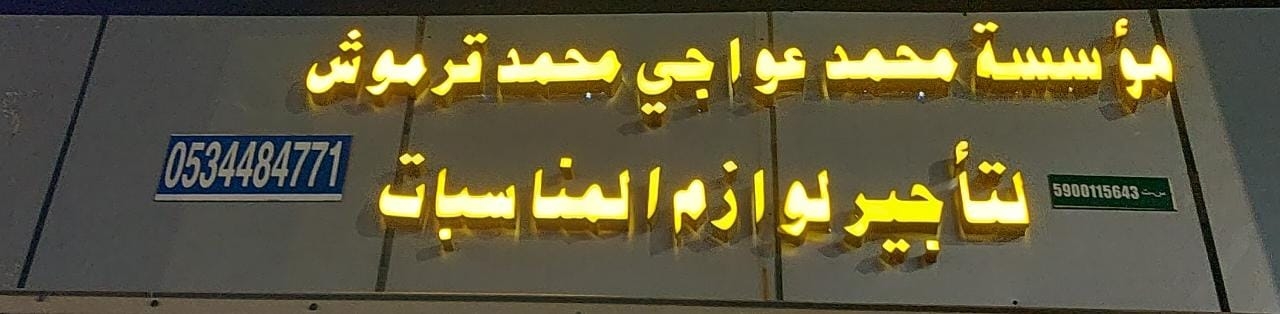 مؤسسة محمد عواجي محمد ترموش
لتأجير لوازم المناسبات
س.ت 5900115643
0534484771